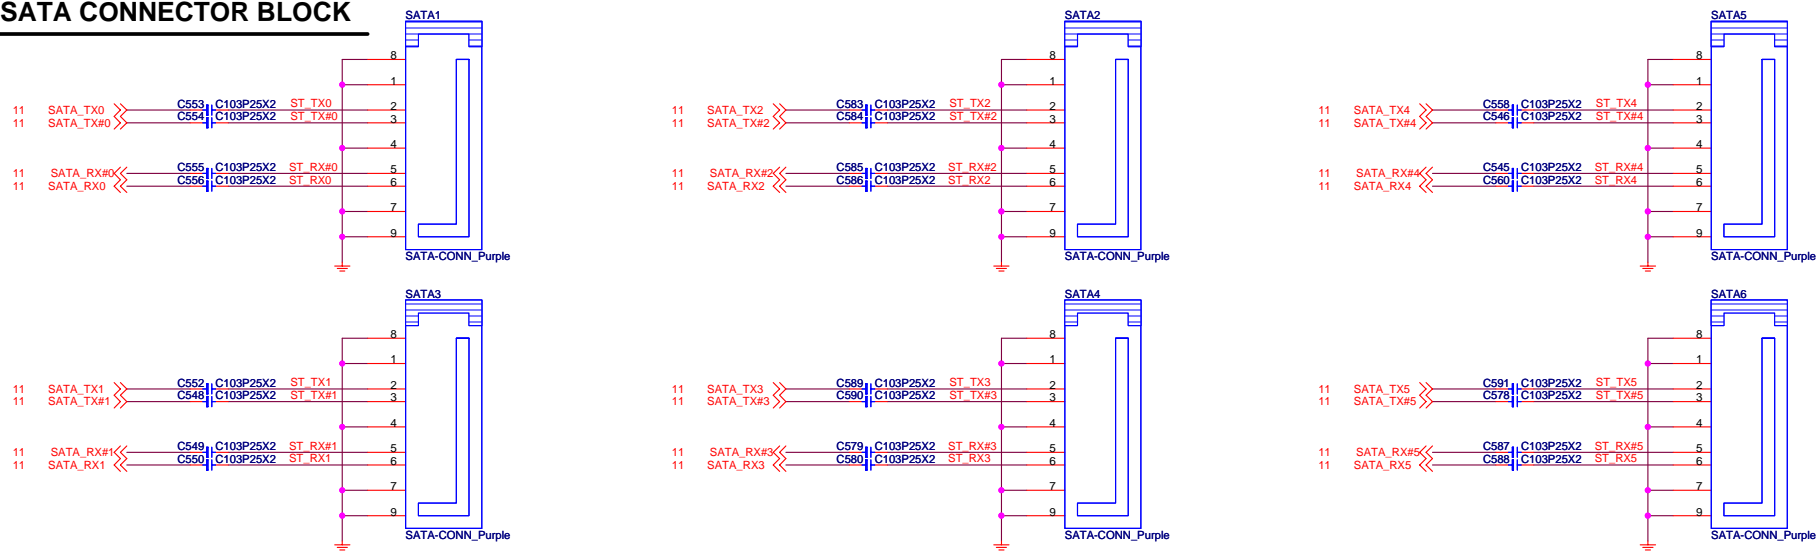 SATA CONNECTOR BLOCK
SATA1
8
1
11 SATA_TX0 C553 C103P25X2 ST_TX0 2
11 SATA_TX#0 C554 C103P25X2 ST_TX#0 3
4
11 SATA_RX#0 C555 C103P25X2 ST_RX#0 5
11 SATA_RX0 C556 C103P25X2 ST_RX0 6
7
9
SATA-CONN_Purple
SATA2
8
1
11 SATA_TX2 C583 C103P25X2 ST_TX2 2
11 SATA_TX#2 C584 C103P25X2 ST_TX#2 3
4
11 SATA_RX#2 C585 C103P25X2 ST_RX#2 5
11 SATA_RX2 C586 C103P25X2 ST_RX2 6
7
9
SATA-CONN_Purple
SATA5
8
1
11 SATA_TX4 C558 C103P25X2 ST_TX4 2
11 SATA_TX#4 C546 C103P25X2 ST_TX#4 3
4
11 SATA_RX#4 C545 C103P25X2 ST_RX#4 5
11 SATA_RX4 C560 C103P25X2 ST_RX4 6
7
9
SATA-CONN_Purple
SATA3
8
1
11 SATA_TX1 C552 C103P25X2 ST_TX1 2
11 SATA_TX#1 C548 C103P25X2 ST_TX#1 3
4
11 SATA_RX#1 C549 C103P25X2 ST_RX#1 5
11 SATA_RX1 C550 C103P25X2 ST_RX1 6
7
9
SATA-CONN_Purple
SATA4
8
1
11 SATA_TX3 C589 C103P25X2 ST_TX3 2
11 SATA_TX#3 C590 C103P25X2 ST_TX#3 3
4
11 SATA_RX#3 C579 C103P25X2 ST_RX#3 5
11 SATA_RX3 C580 C103P25X2 ST_RX3 6
7
9
SATA-CONN_Purple
SATA6
8
1
11 SATA_TX5 C591 C103P25X2 ST_TX5 2
11 SATA_TX#5 C578 C103P25X2 ST_TX#5 3
4
11 SATA_RX#5 C587 C103P25X2 ST_RX#5 5
11 SATA_RX5 C588 C103P25X2 ST_RX5 6
7
9
SATA-CONN_Purple